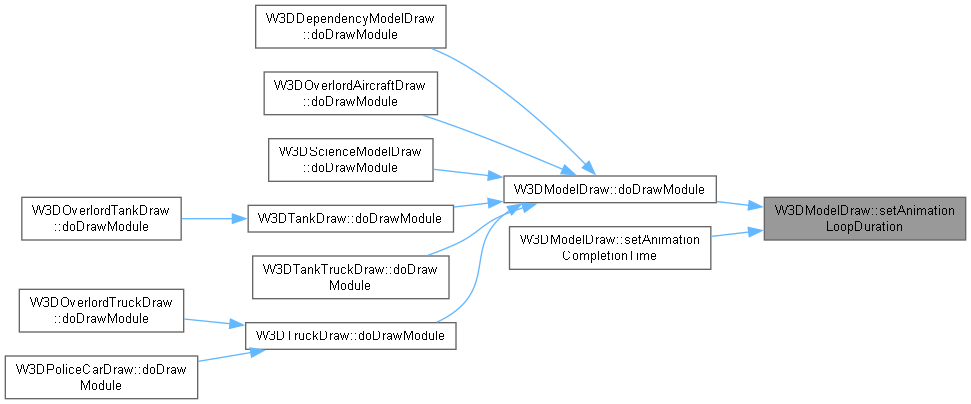 W3DDependencyModelDraw
::doDrawModule
W3DOverlordAircraftDraw
::doDrawModule
W3DScienceModelDraw
::doDrawModule
W3DModelDraw::doDrawModule
W3DOverlordTankDraw
::doDrawModule
W3DTankDraw::doDrawModule
W3DModelDraw::setAnimation
LoopDuration
W3DModelDraw::setAnimation
CompletionTime
W3DTankTruckDraw::doDraw
Module
W3DOverlordTruckDraw
::doDrawModule
W3DTruckDraw::doDrawModule
W3DPoliceCarDraw::doDraw
Module